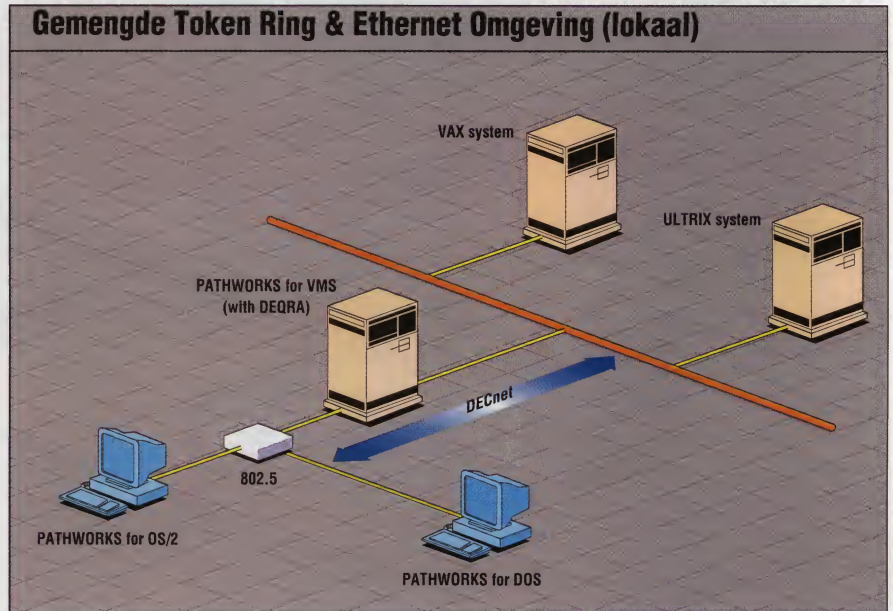 Gemengde Token Ring & Ethernet Omgeving (lokaal)
VAX system
ULTRIX system
PATHWORKS for VMS
(with DEQRA)
DECnet
802.5
PATHWORKS for OS/2
PATHWORKS for DOS